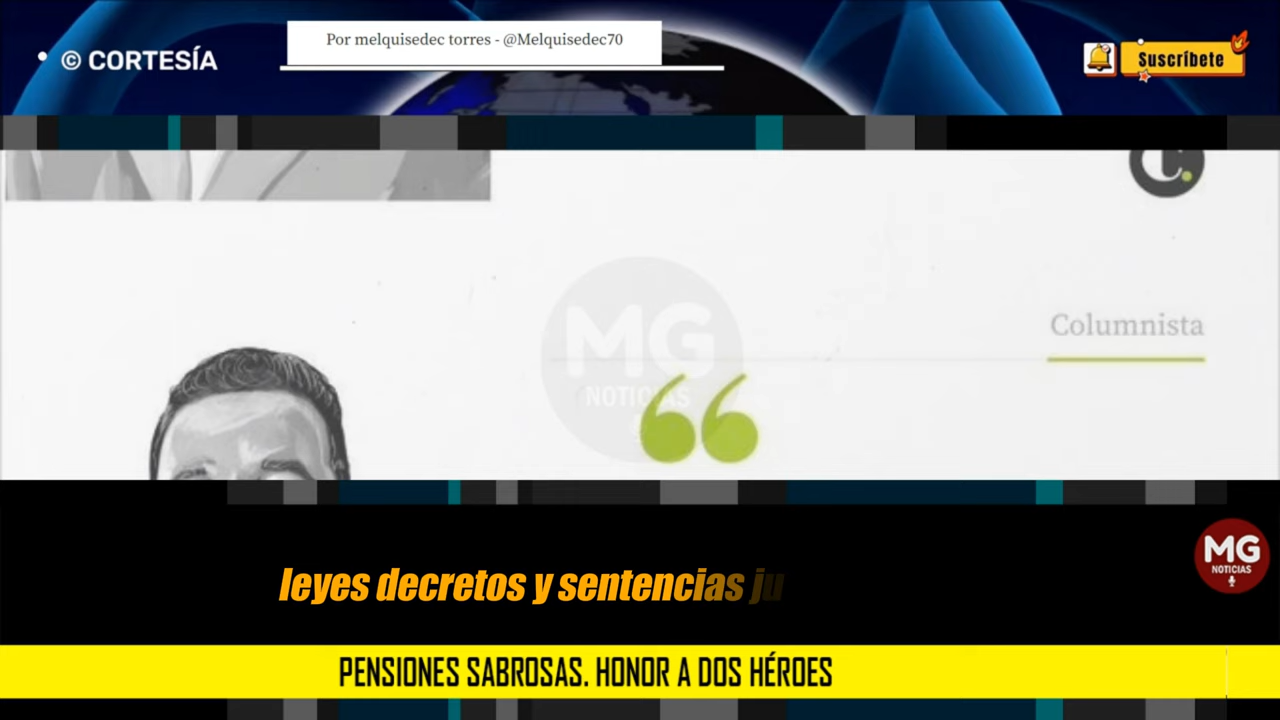 © CORTESÍA
Por melquisedec torres - @Melquisedec70
Suscríbete
Columnista
MG
NOTICIAS
leyes decretos y sentencias
MG
NOTICIAS
PENSIONES SABROSAS. HONOR A DOS HÉROES